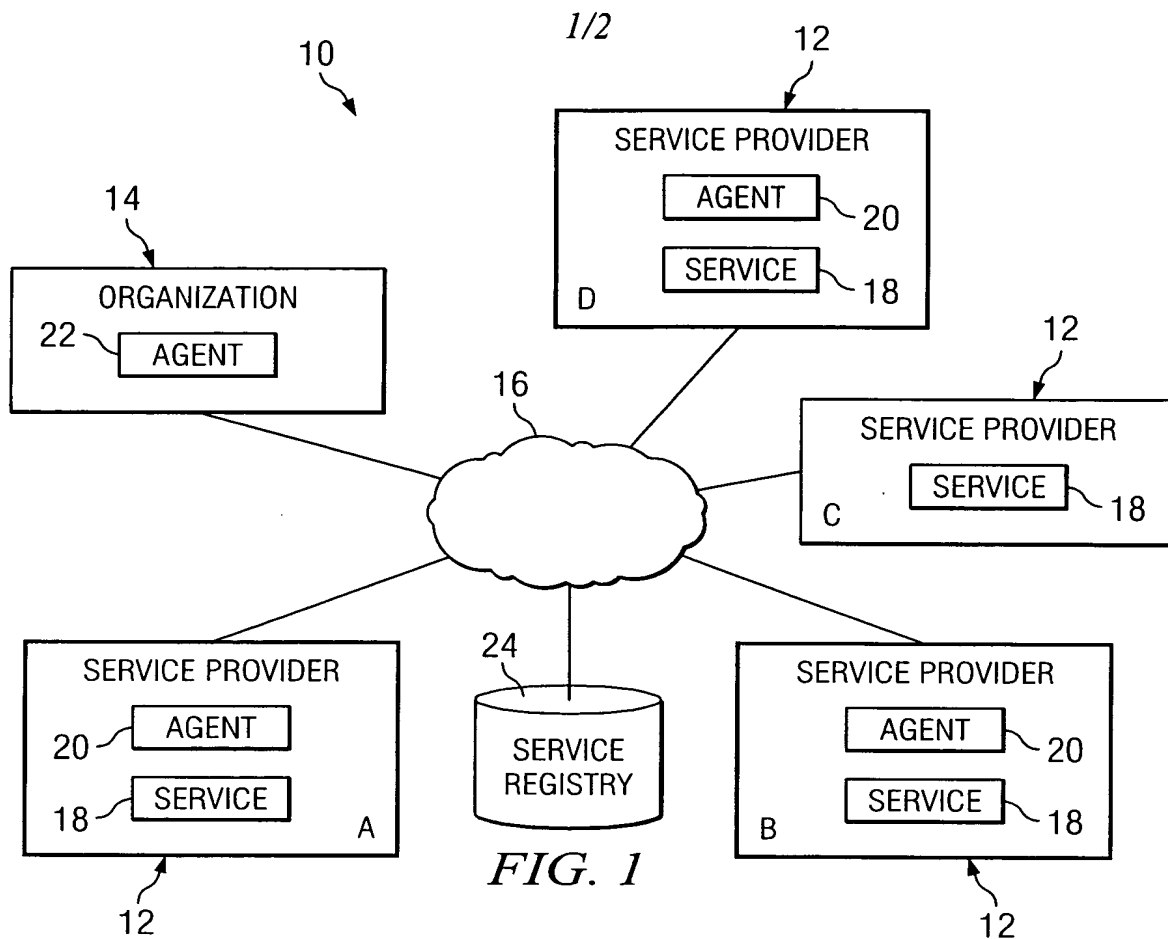 1/2
10
12
SERVICE PROVIDER
AGENT
20
SERVICE
18
D
14
ORGANIZATION
22
AGENT
12
SERVICE PROVIDER
SERVICE
18
C
16
SERVICE PROVIDER
AGENT
20
SERVICE
18
A
12
24
SERVICE
REGISTRY
SERVICE PROVIDER
AGENT
20
SERVICE
18
B
12
FIG. 1